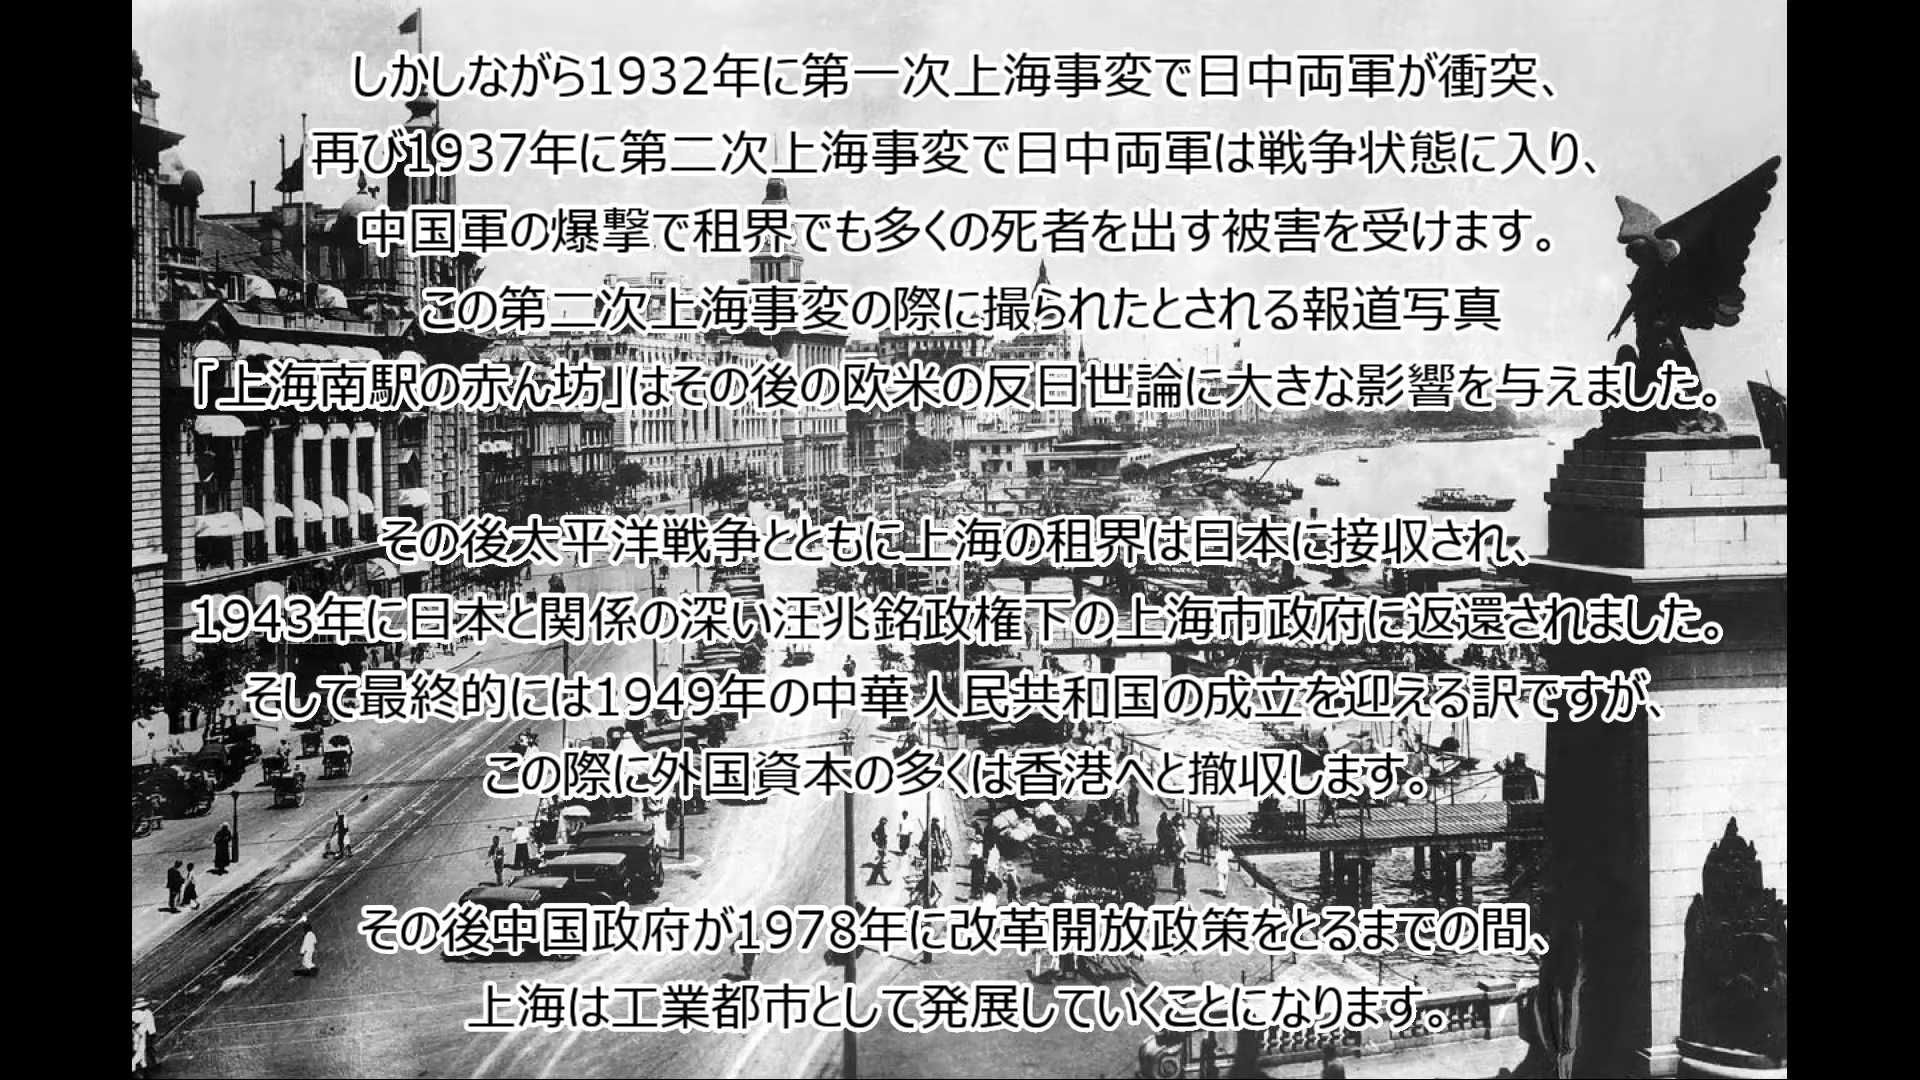 しかしながら1932年に第一次上海事変で日中両軍が衝突、
再び1937年に第二次上海事変で日中両軍は戦争状態に入り、
中国軍の爆撃で租界でも多くの死者を出す被害を受けます。
この第二次上海事変の際に撮られたとされる報道写真
「上海南駅の赤ん坊」はその後の欧米の反日世論に大きな影響を与えました。
その後太平洋戦争とともに上海の租界は日本に接収され、
1943年に日本と関係の深い汪兆銘政権下の上海市政府に返還されました。
そして最終的には1949年の中華人民共和国の成立を迎える訳ですが、
この際に外国資本の多くは香港へと撤収します。
その後中国政府が1978年に改革開放政策をとるまでの間、
上海は工業都市として発展していくことになります。